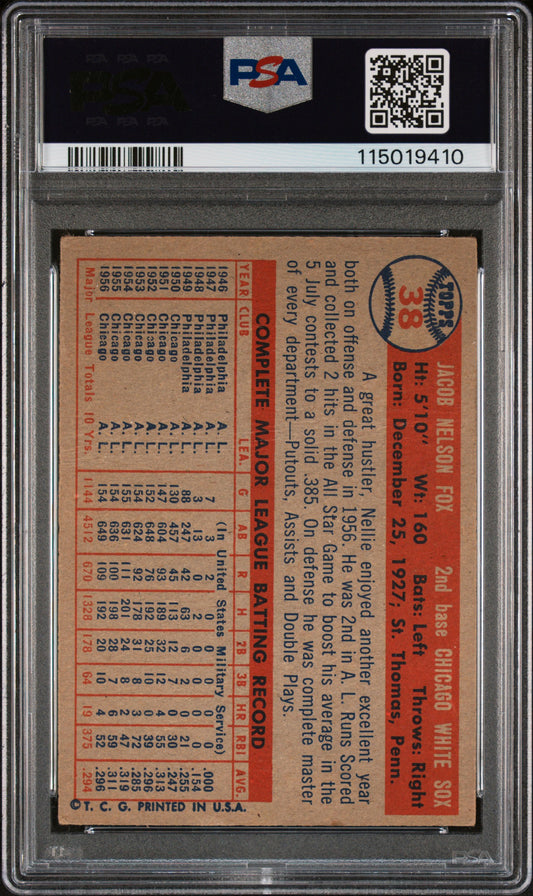 PSA
115019410
TOPPS
38
JACOB NELSON FOX 2nd base CHICAGO WHITE SOX
Ht: 5'10" Wt: 160 Bats: Left Throws: Right
Born: December 25, 1927; St. Thomas, Penn.
A great hustler, Nellie enjoyed another excellent year
both on offense and defense in 1956. He was 2nd in A. L. Runs Scored
and collected 2 hits in the All Star Game to boost his average in the
5 July contests to a solid .385. On defense he was complete master
of every department—Putouts, Assists and Double Plays.
COMPLETE MAJOR LEAGUE BATTING RECORD
YEAR CLUB LEA. G AB R H 2B 3B HR RBI AVG.
1946 Philadelphia A. L. (In United States Military Service)
1947 Philadelphia A. L. 7 3 2 0 0 0 0 0 .000
1948 Philadelphia A. L. 3 13 0 2 0 0 0 0 .154
1949 Philadelphia A. L. 88 247 42 63 6 2 0 21 .255
1950 Chicago A. L. 130 457 45 113 12 7 0 30 .247
1951 Chicago A. L. 147 604 93 189 32 12 4 55 .313
1952 Chicago A. L. 152 648 76 192 25 10 0 39 .296
1953 Chicago A. L. 154 624 92 178 31 8 3 72 .285
1954 Chicago A. L. 155 631 111 201 24 8 2 47 .319
1955 Chicago A. L. 154 636 100 198 28 7 6 59 .311
1956 Chicago A. L. 154 649 109 192 20 10 4 52 .296
Major League Totals 10 Yrs. 1144 4512 670 1328 178 64 19 375 .294
© T. C. G. PRINTED IN U.S.A.
PSA